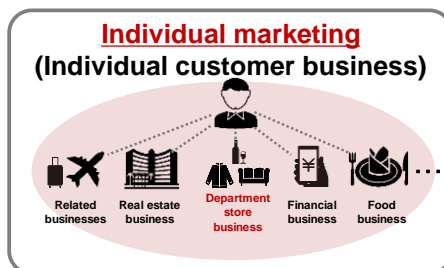 Individual marketing
(Individual customer business)
¥
Related
businesses
Real estate
business
Department
store
business
Financial
business
Food
business